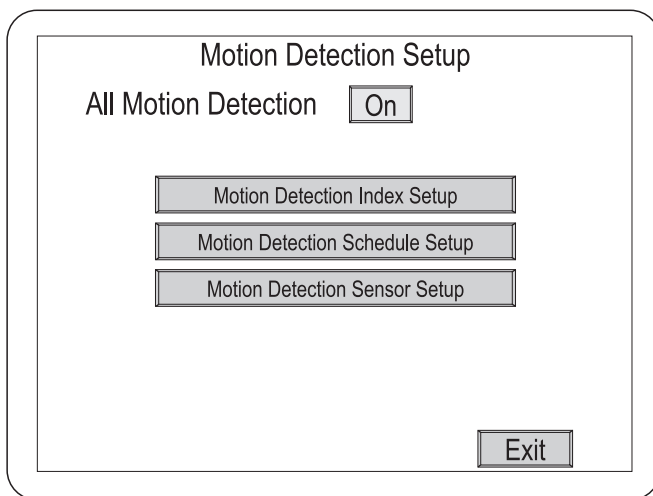 Motion Detection Setup
All Motion Detection On
Motion Detection Index Setup
Motion Detection Schedule Setup
Motion Detection Sensor Setup
Exit